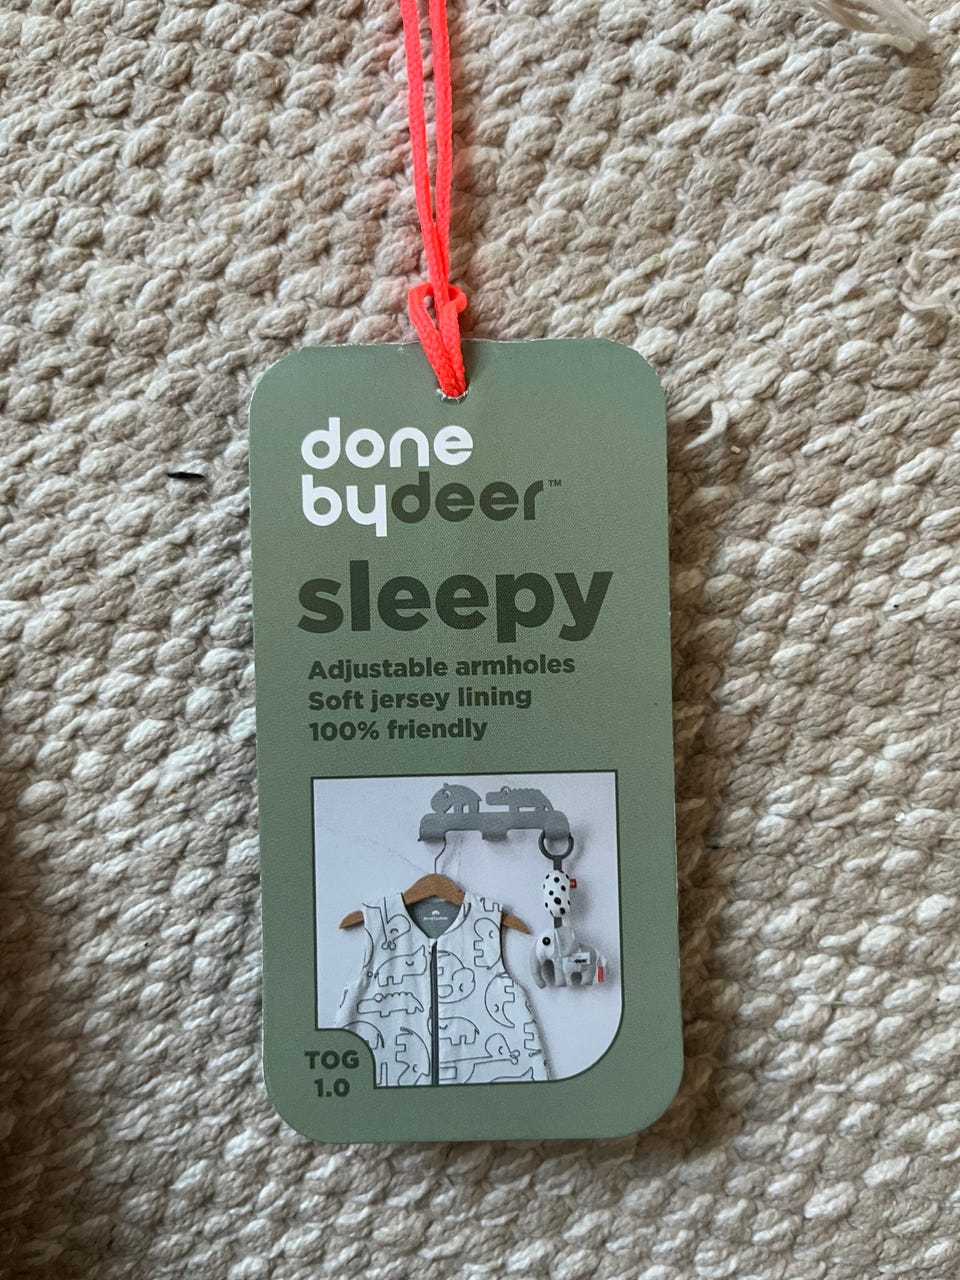 done
bydeer™
sleepy
Adjustable armholes
Soft jersey lining
100% friendly
TOG
1.0